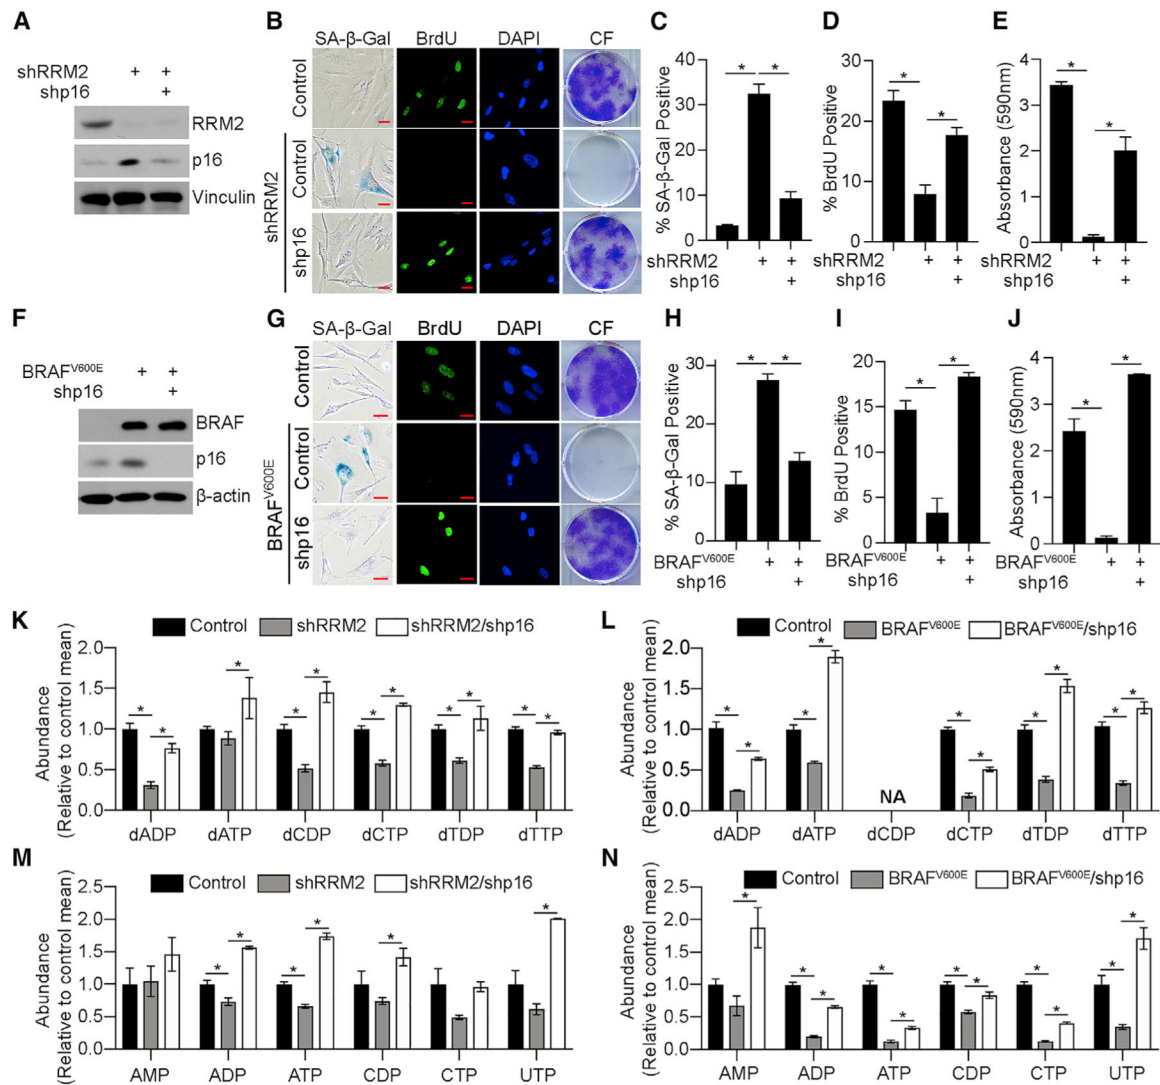 A
shRRM2 + +
shp16 +
RRM2
p16
Vinculin
B
SA-β-Gal BrdU DAPI CF
Control
shRRM2
Control
shp16
C
% SA-β-Gal Positive
40
30
20
10
0
shRRM2 + +
shp16 +
* *
D
% BrdU Positive
30
20
10
0
shRRM2 + +
shp16 +
* *
E
Absorbance (590nm)
4
3
2
1
0
shRRM2 + +
shp16 +
* *
F
BRAFV600E + +
shp16 +
BRAF
p16
β-actin
G
SA-β-Gal BrdU DAPI CF
Control
BRAFV600E
Control
shp16
H
% SA-β-Gal Positive
30
20
10
0
BRAFV600E + +
shp16 +
* *
I
% BrdU Positive
20
15
10
5
0
BRAFV600E + +
shp16 +
* *
J
Absorbance (590nm)
4
3
2
1
0
BRAFV600E + +
shp16 +
* *
K
Control shRRM2 shRRM2/shp16
Abundance
(Relative to control mean)
2.0
1.5
1.0
0.5
0.0
* * * * * * * * * * *
dADP dATP dCDP dCTP dTDP dTTP
L
Control BRAFV600E BRAFV600E/shp16
Abundance
(Relative to control mean)
2.0
1.5
1.0
0.5
0.0
* * * * * * * * * *
NA
dADP dATP dCDP dCTP dTDP dTTP
M
Control shRRM2 shRRM2/shp16
Abundance
(Relative to control mean)
2.5
2.0
1.5
1.0
0.5
0.0
* * * * * *
AMP ADP ATP CDP CTP UTP
N
Control BRAFV600E BRAFV600E/shp16
Abundance
(Relative to control mean)
2.5
2.0
1.5
1.0
0.5
0.0
* * * * * * * * * * *
AMP ADP ATP CDP CTP UTP